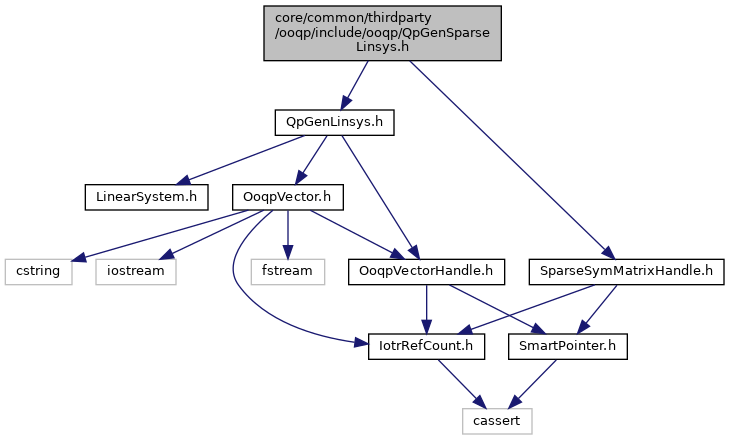 core/common/thirdparty
/ooqp/include/ooqp/QpGenSparse
Linsys.h
QpGenLinsys.h
LinearSystem.h
OoqpVector.h
cstring
iostream
fstream
OoqpVectorHandle.h
SparseSymMatrixHandle.h
IotrRefCount.h
SmartPointer.h
cassert